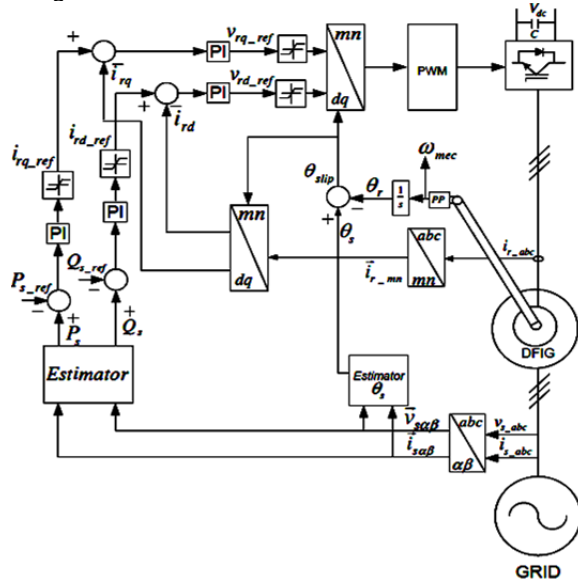 V_dc
C
v_rq_ref
PI
mn
dq
PWM
i_rq
v_rd_ref
PI
i_rd
i_rq_ref
i_rd_ref
θ_slip
ω_mec
θ_r
1/s
PP
θ_s
PI
PI
mn
dq
i_r_mn
abc
mn
i_r_abc
P_s_ref
Q_s_ref
P_s
Q_s
DFIG
Estimator
Estimator
θ_s
v_sαβ
i_sαβ
abc
αβ
v_s_abc
i_s_abc
GRID